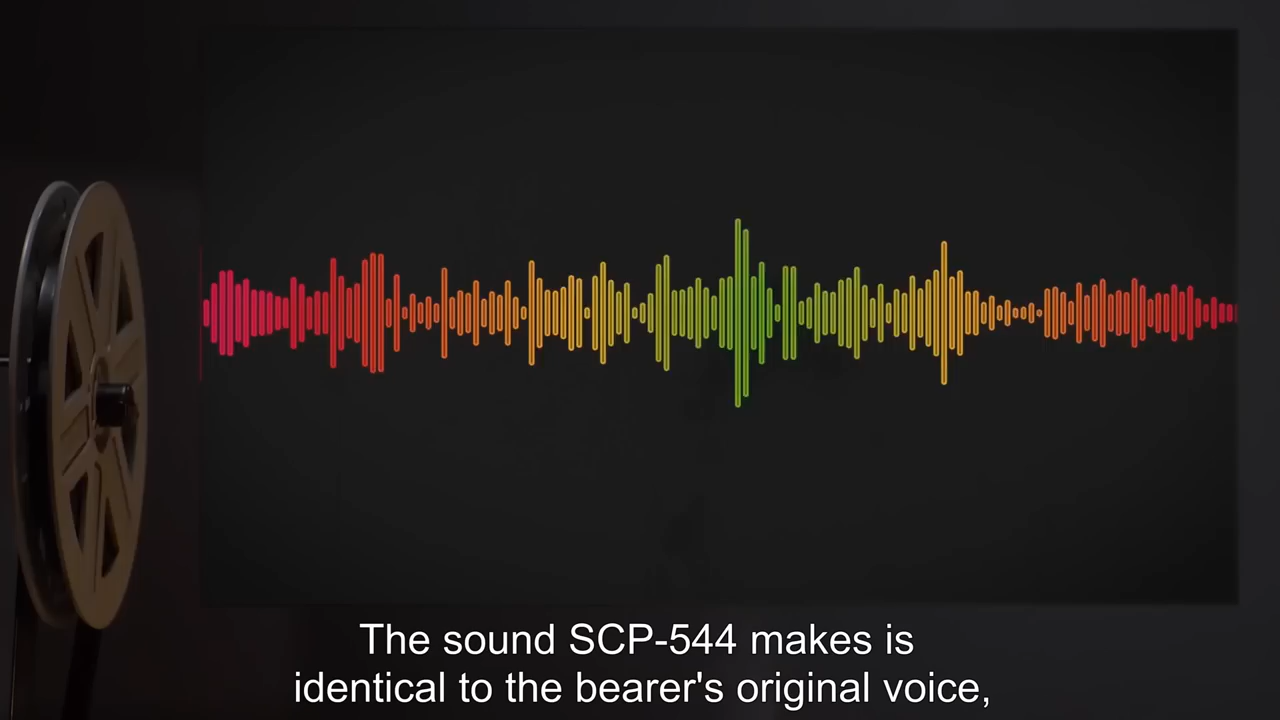 The sound SCP-544 makes is
identical to the bearer's original voice,